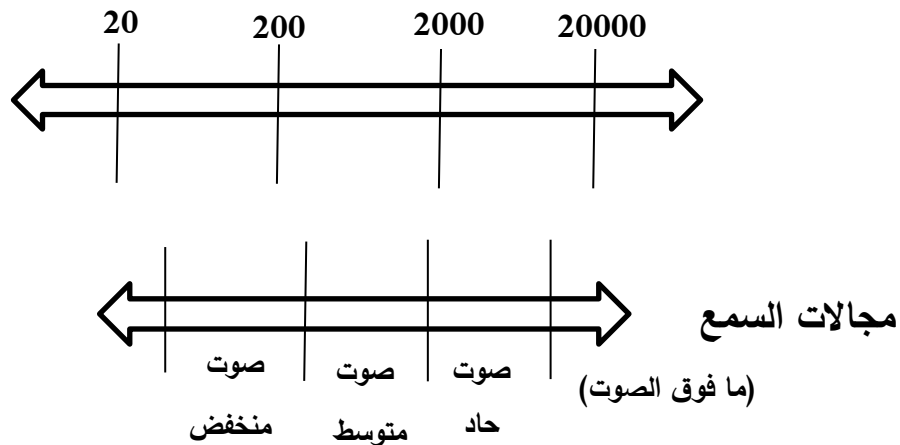 20 200 2000 20000
مجالات السمع
صوت صوت صوت (ما فوق الصوت)
منخفض متوسط حاد